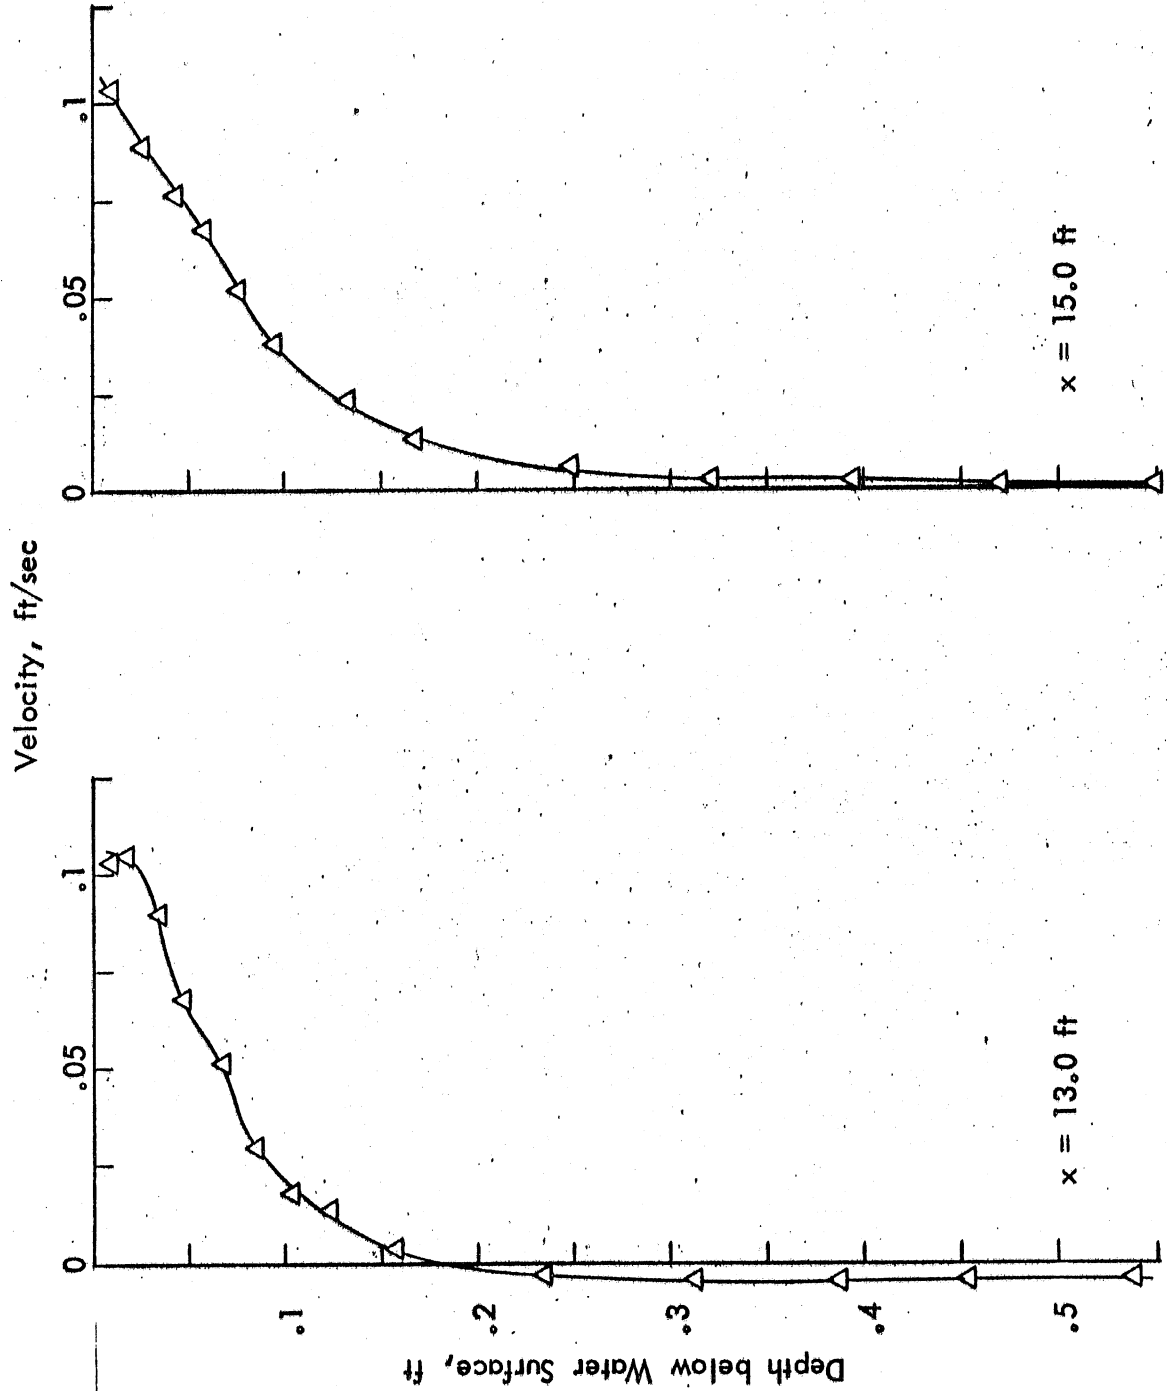 Velocity, ft/sec
0
.05
.1
0
.05
.1
.1
.2
.3
.4
.5
Depth below Water Surface, ft
x = 13.0 ft
x = 15.0 ft